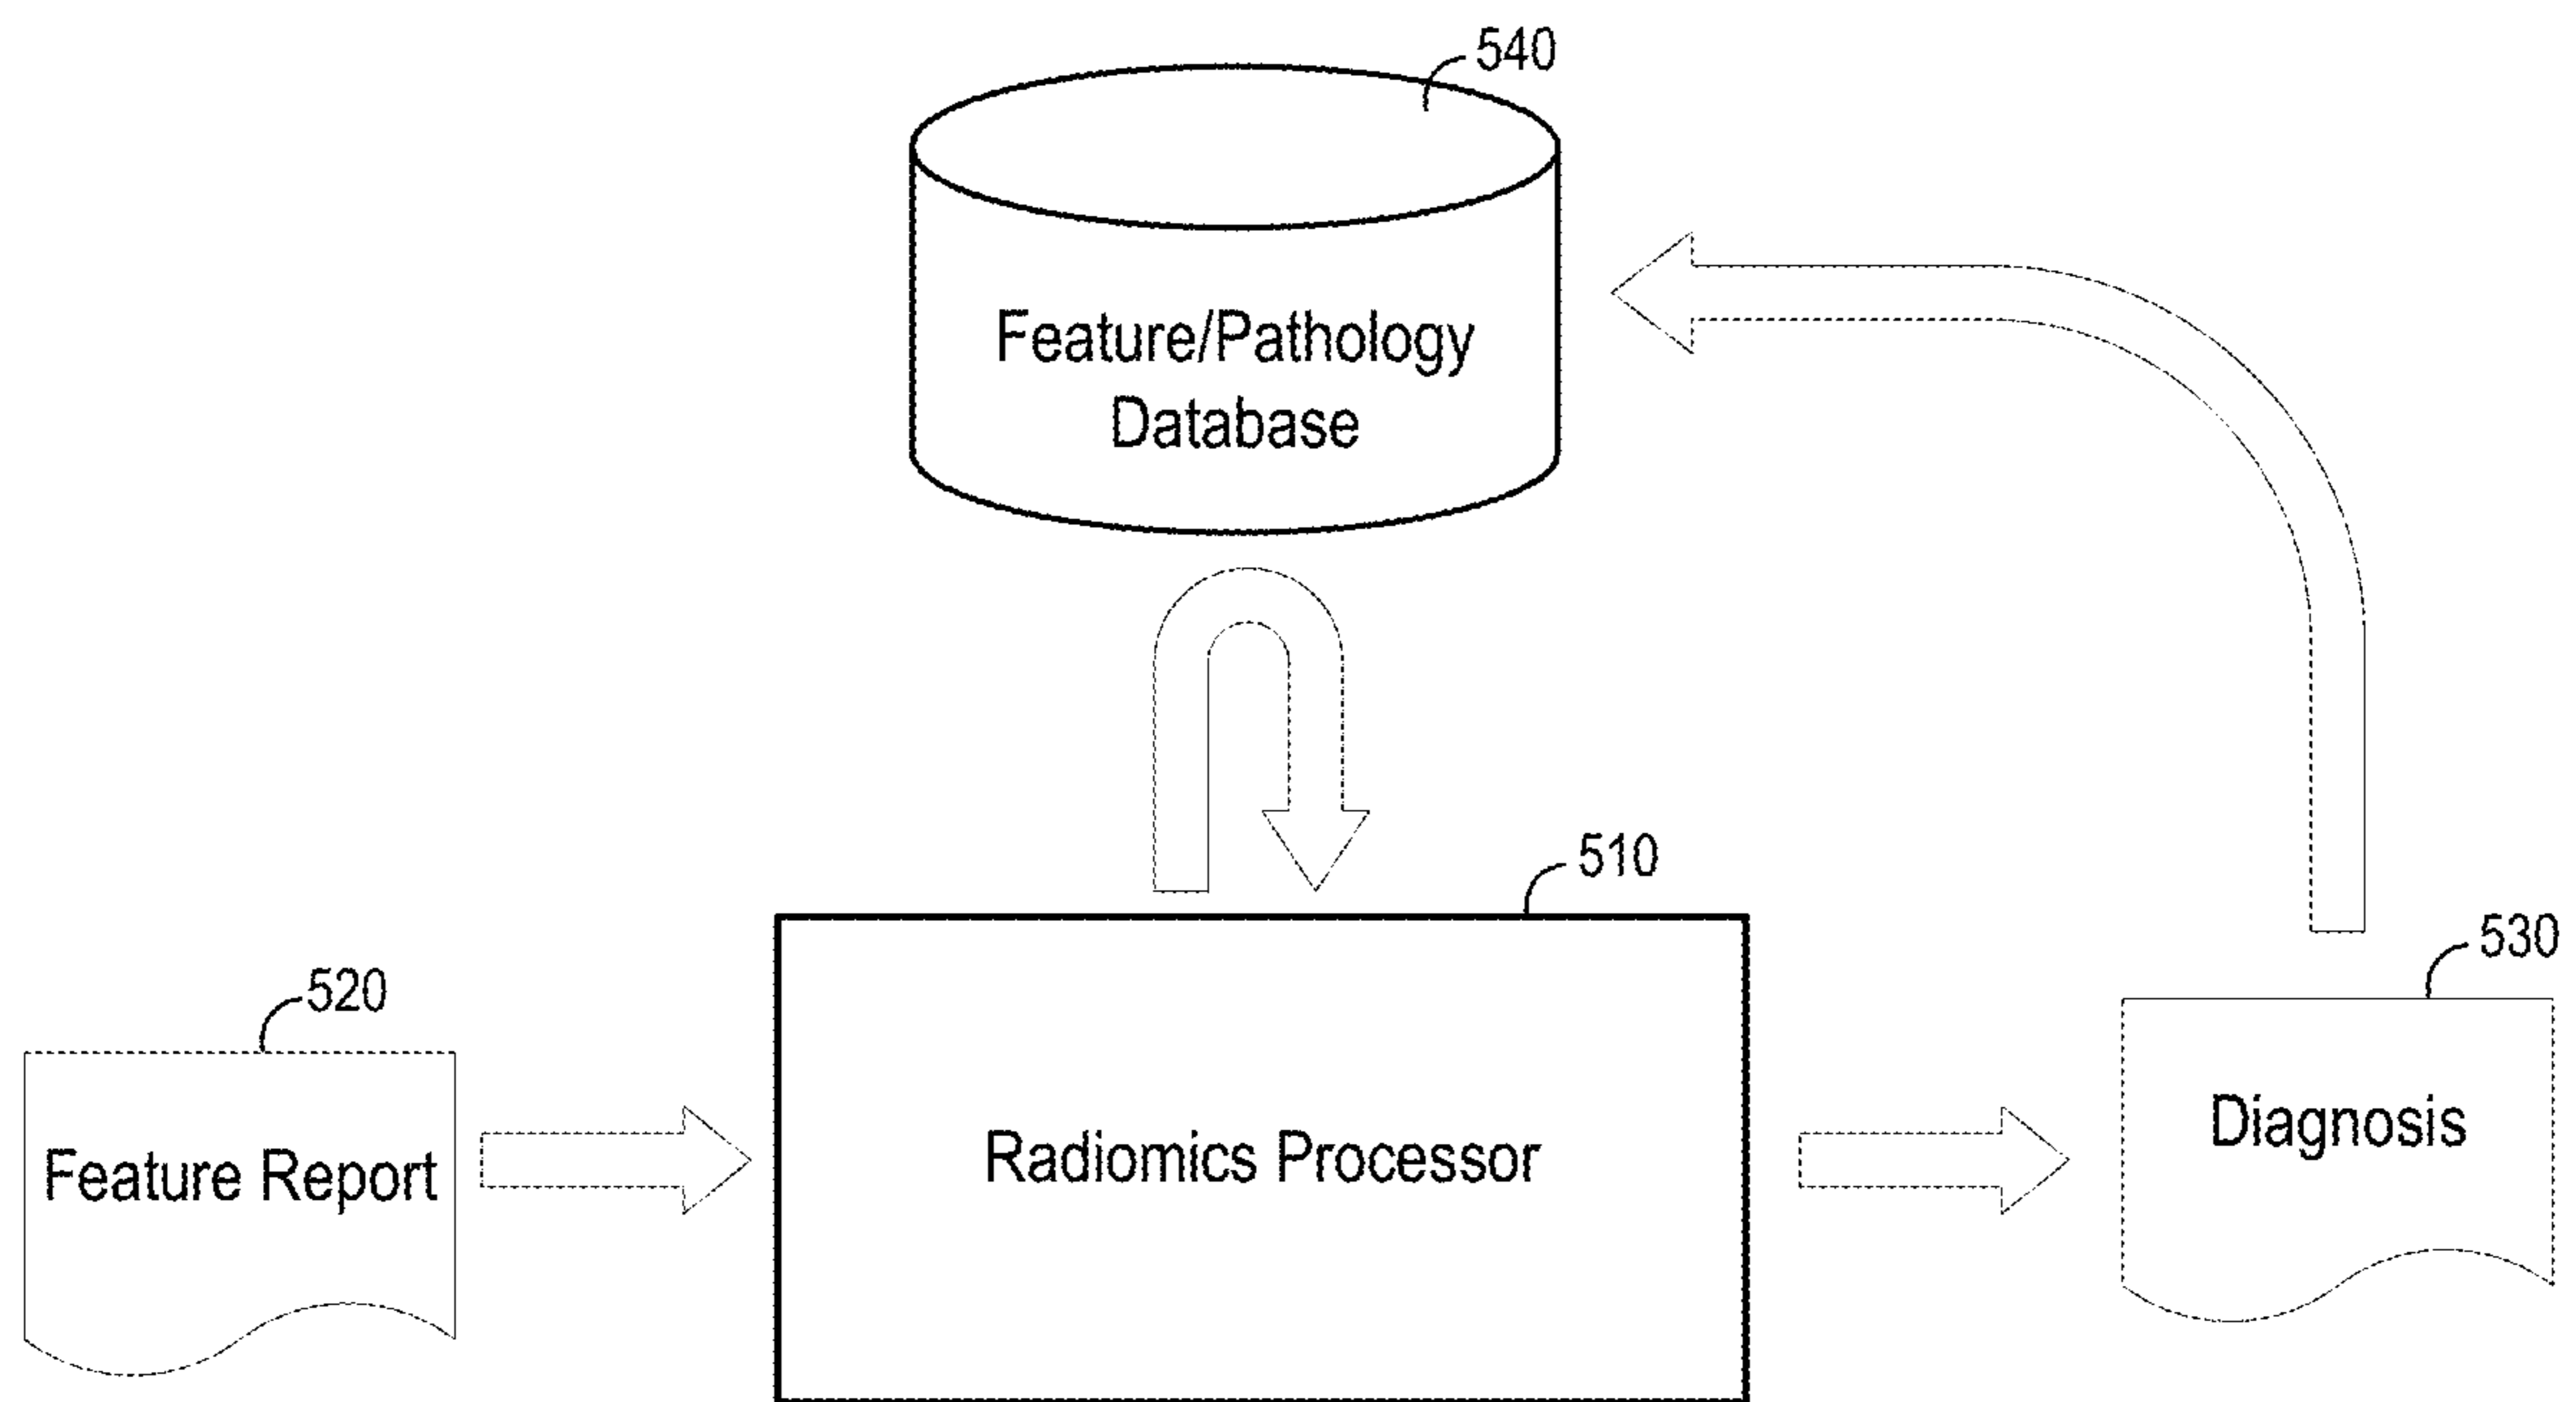 540
Feature/Pathology
Database
510
530
520
Diagnosis
Feature Report
Radiomics Processor